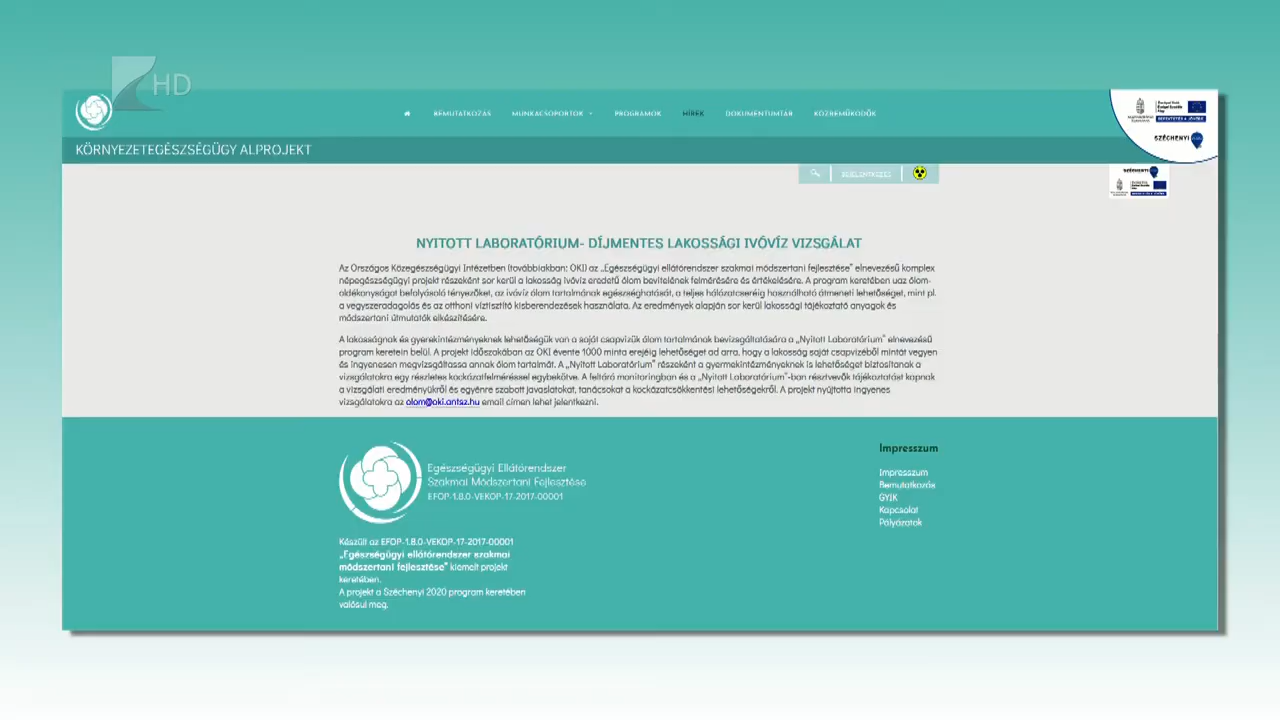 HD
BEMUTATKOZÁS MUNKACSOPORTOK PROGRAMOK HÍREK DOKUMENTUMTÁR KÖZREMŰKÖDŐK
SZÉCHENYI
KÖRNYEZETEGÉSZSÉGÜGY ALPROJEKT
BEJELENTKEZÉS
SZÉCHENYI
NYITOTT LABORATÓRIUM- DÍJMENTES LAKOSSÁGI IVÓVÍZ VIZSGÁLAT
Az Országos Közegészségügyi Intézetben (továbbiakban: OKI) az „Egészségügyi ellátórendszer szakmai módszertani fejlesztése" elnevezésű komplex
népegészségügyi projekt részeként sor kerül a lakosság ivóvíz eredetű ólom bevitelének felmérésére és értékelésére. A program keretében uaz ólom-
oldékanyságot befolyásoló tényezőket, az ivóvíz ólom tartalmának egészséghatását, a teljes hálózatcseréig használható átmeneti lehetőséget, mint pl.
a vegyszeradagolás és az otthoni víztisztító kisberendezések használata. Az eredmények alapján sor kerül lakossági tájékoztató anyagok és
módszertani útmutatók elkészítésére.
A lakosságnak és gyerekintézményeknek lehetőségük van a saját csapvizük ólom tartalmának bevizsgáltatására a „Nyitott Laboratórium" elnevezésű
program keretein belül. A projekt időszakában az OKI évente 1000 minta erejéig lehetőséget ad arra, hogy a lakosság saját csapvizéből mintát vegyen
és ingyenesen megvizsgáltassa annak ólom tartalmát. A „Nyitott Laboratórium" részeként a gyermekintézményeknek is lehetőséget biztosítanak a
vizsgálatokra egy részletes kockázatfelméréssel egybekötve. A feltáró monitoringban és a „Nyitott Laboratórium"-ban résztvevők tájékoztatást kapnak
a vizsgálati eredményükről és egyénre szabott javaslatokat, tanácsokat a kockázatcsökkentési lehetőségekről. A projekt nyújtotta ingyenes
vizsgálatokra az olom@oki.antsz.hu email címen lehet jelentkezni.
Egészségügyi Ellátórendszer
Szakmai Módszertani Fejlesztése
EFOP-1.8.0-VEKOP-17-2017-00001
Készült az EFOP-1.8.0-VEKOP-17-2017-00001
„Egészségügyi ellátórendszer szakmai
módszertani fejlesztése" kiemelt projekt
keretében.
A projekt a Széchenyi 2020 program keretében
valósul meg.
Impresszum
Impresszum
Bemutatkozás
GYIK
Kapcsolat
Pályázatok